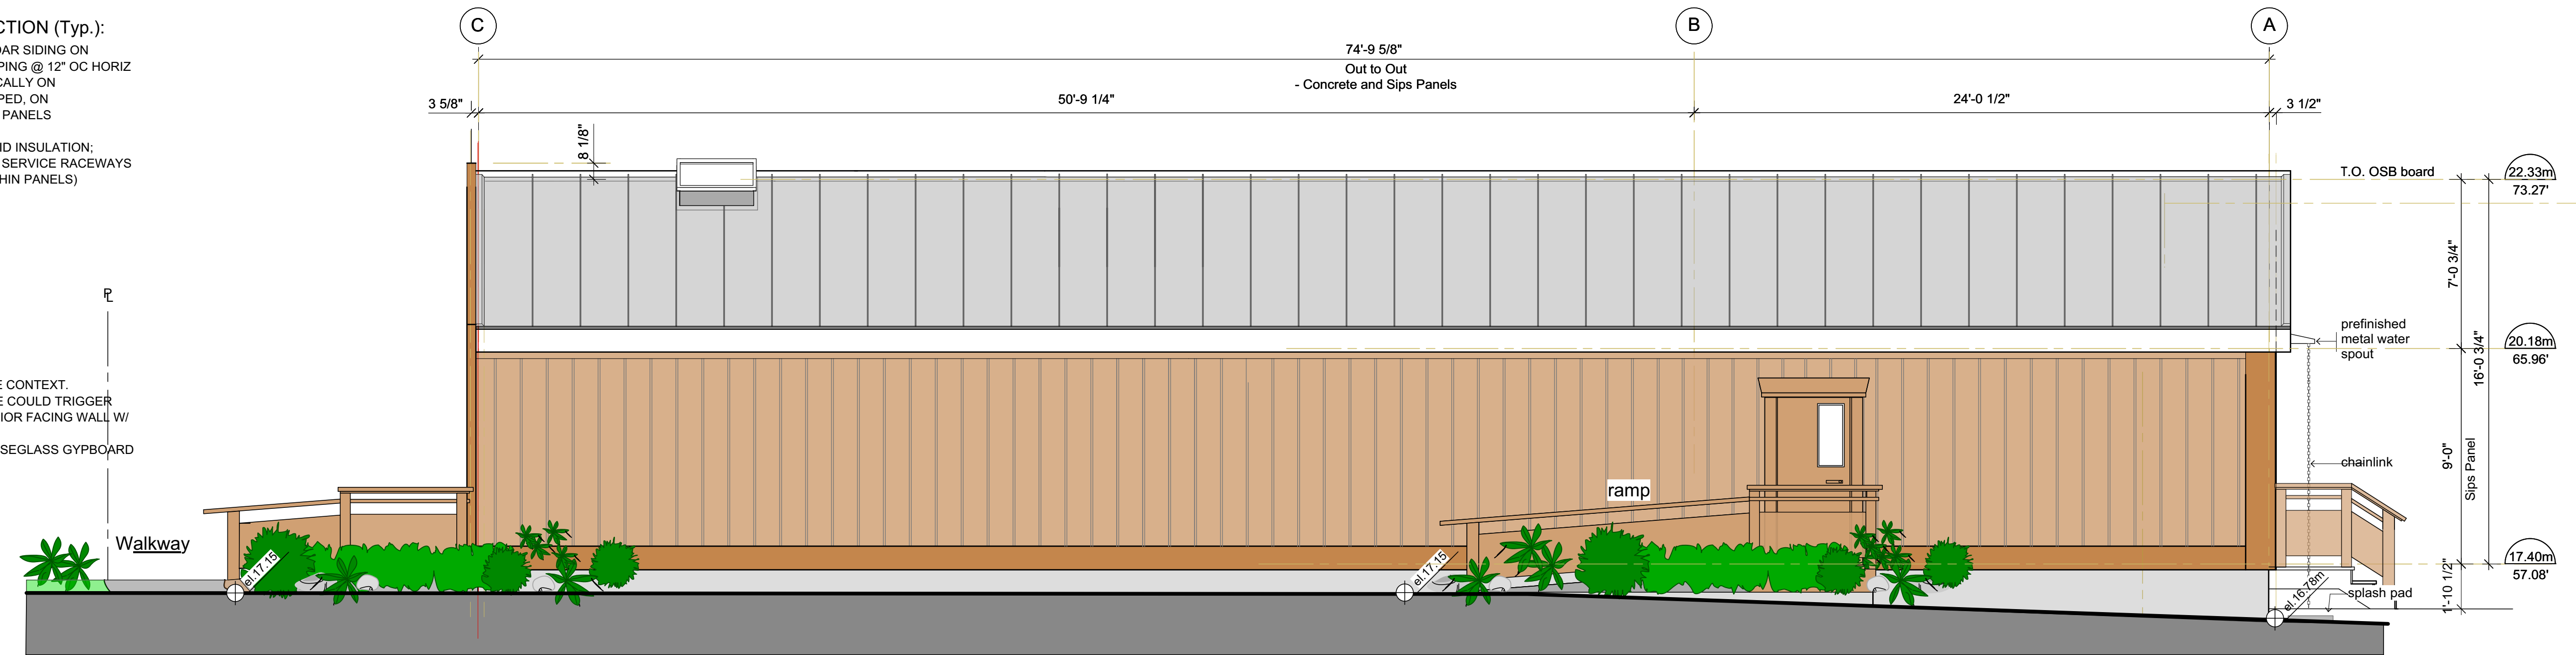 CTION (Typ.):
DAR SIDING ON
PING @ 12" OC HORIZ
CALLY ON
PED, ON
PANELS
ID INSULATION;
SERVICE RACEWAYS
HIN PANELS)
C
B
A
74'-9 5/8"
Out to Out
- Concrete and Sips Panels
3 5/8"
50'-9 1/4"
24'-0 1/2"
3 1/2"
8 1/8"
T.O. OSB board
22.33m
73.27'
7'-0 3/4"
16'-0 3/4"
prefinished
metal water
spout
20.18m
65.96'
9'-0"
Sips Panel
chainlink
17.40m
57.08'
1'-10 1/2"
splash pad
el.16.78m
PL
E CONTEXT.
E COULD TRIGGER
IOR FACING WALL W/
SEGLASS GYPBOARD
Walkway
el.17.15
ramp
el.17.15